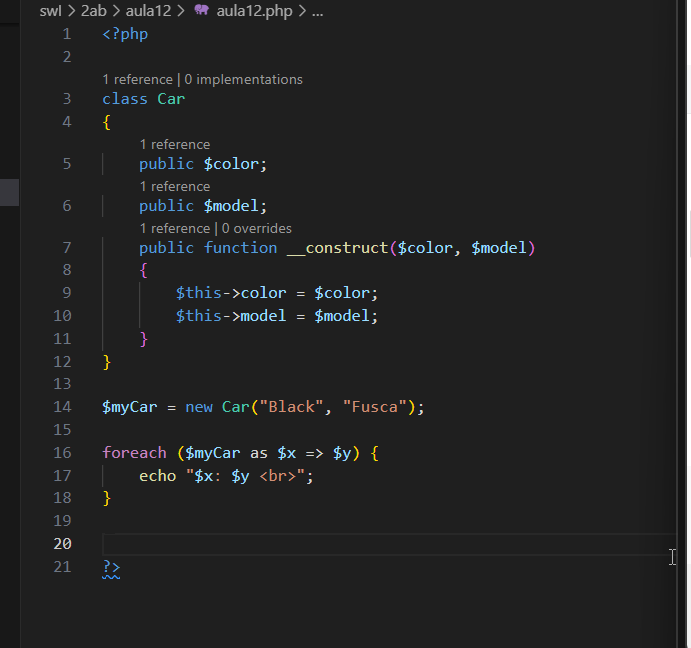 swl > 2ab > aula12 > aula12.php > ...
1 <?php
2
1 reference | 0 implementations
3 class Car
4 {
1 reference
5 public $color;
1 reference
6 public $model;
1 reference | 0 overrides
7 public function __construct($color, $model)
8 {
9 $this->color = $color;
10 $this->model = $model;
11 }
12 }
13
14 $myCar = new Car("Black", "Fusca");
15
16 foreach ($myCar as $x => $y) {
17 echo "$x: $y <br>";
18 }
19
20
21 ?>